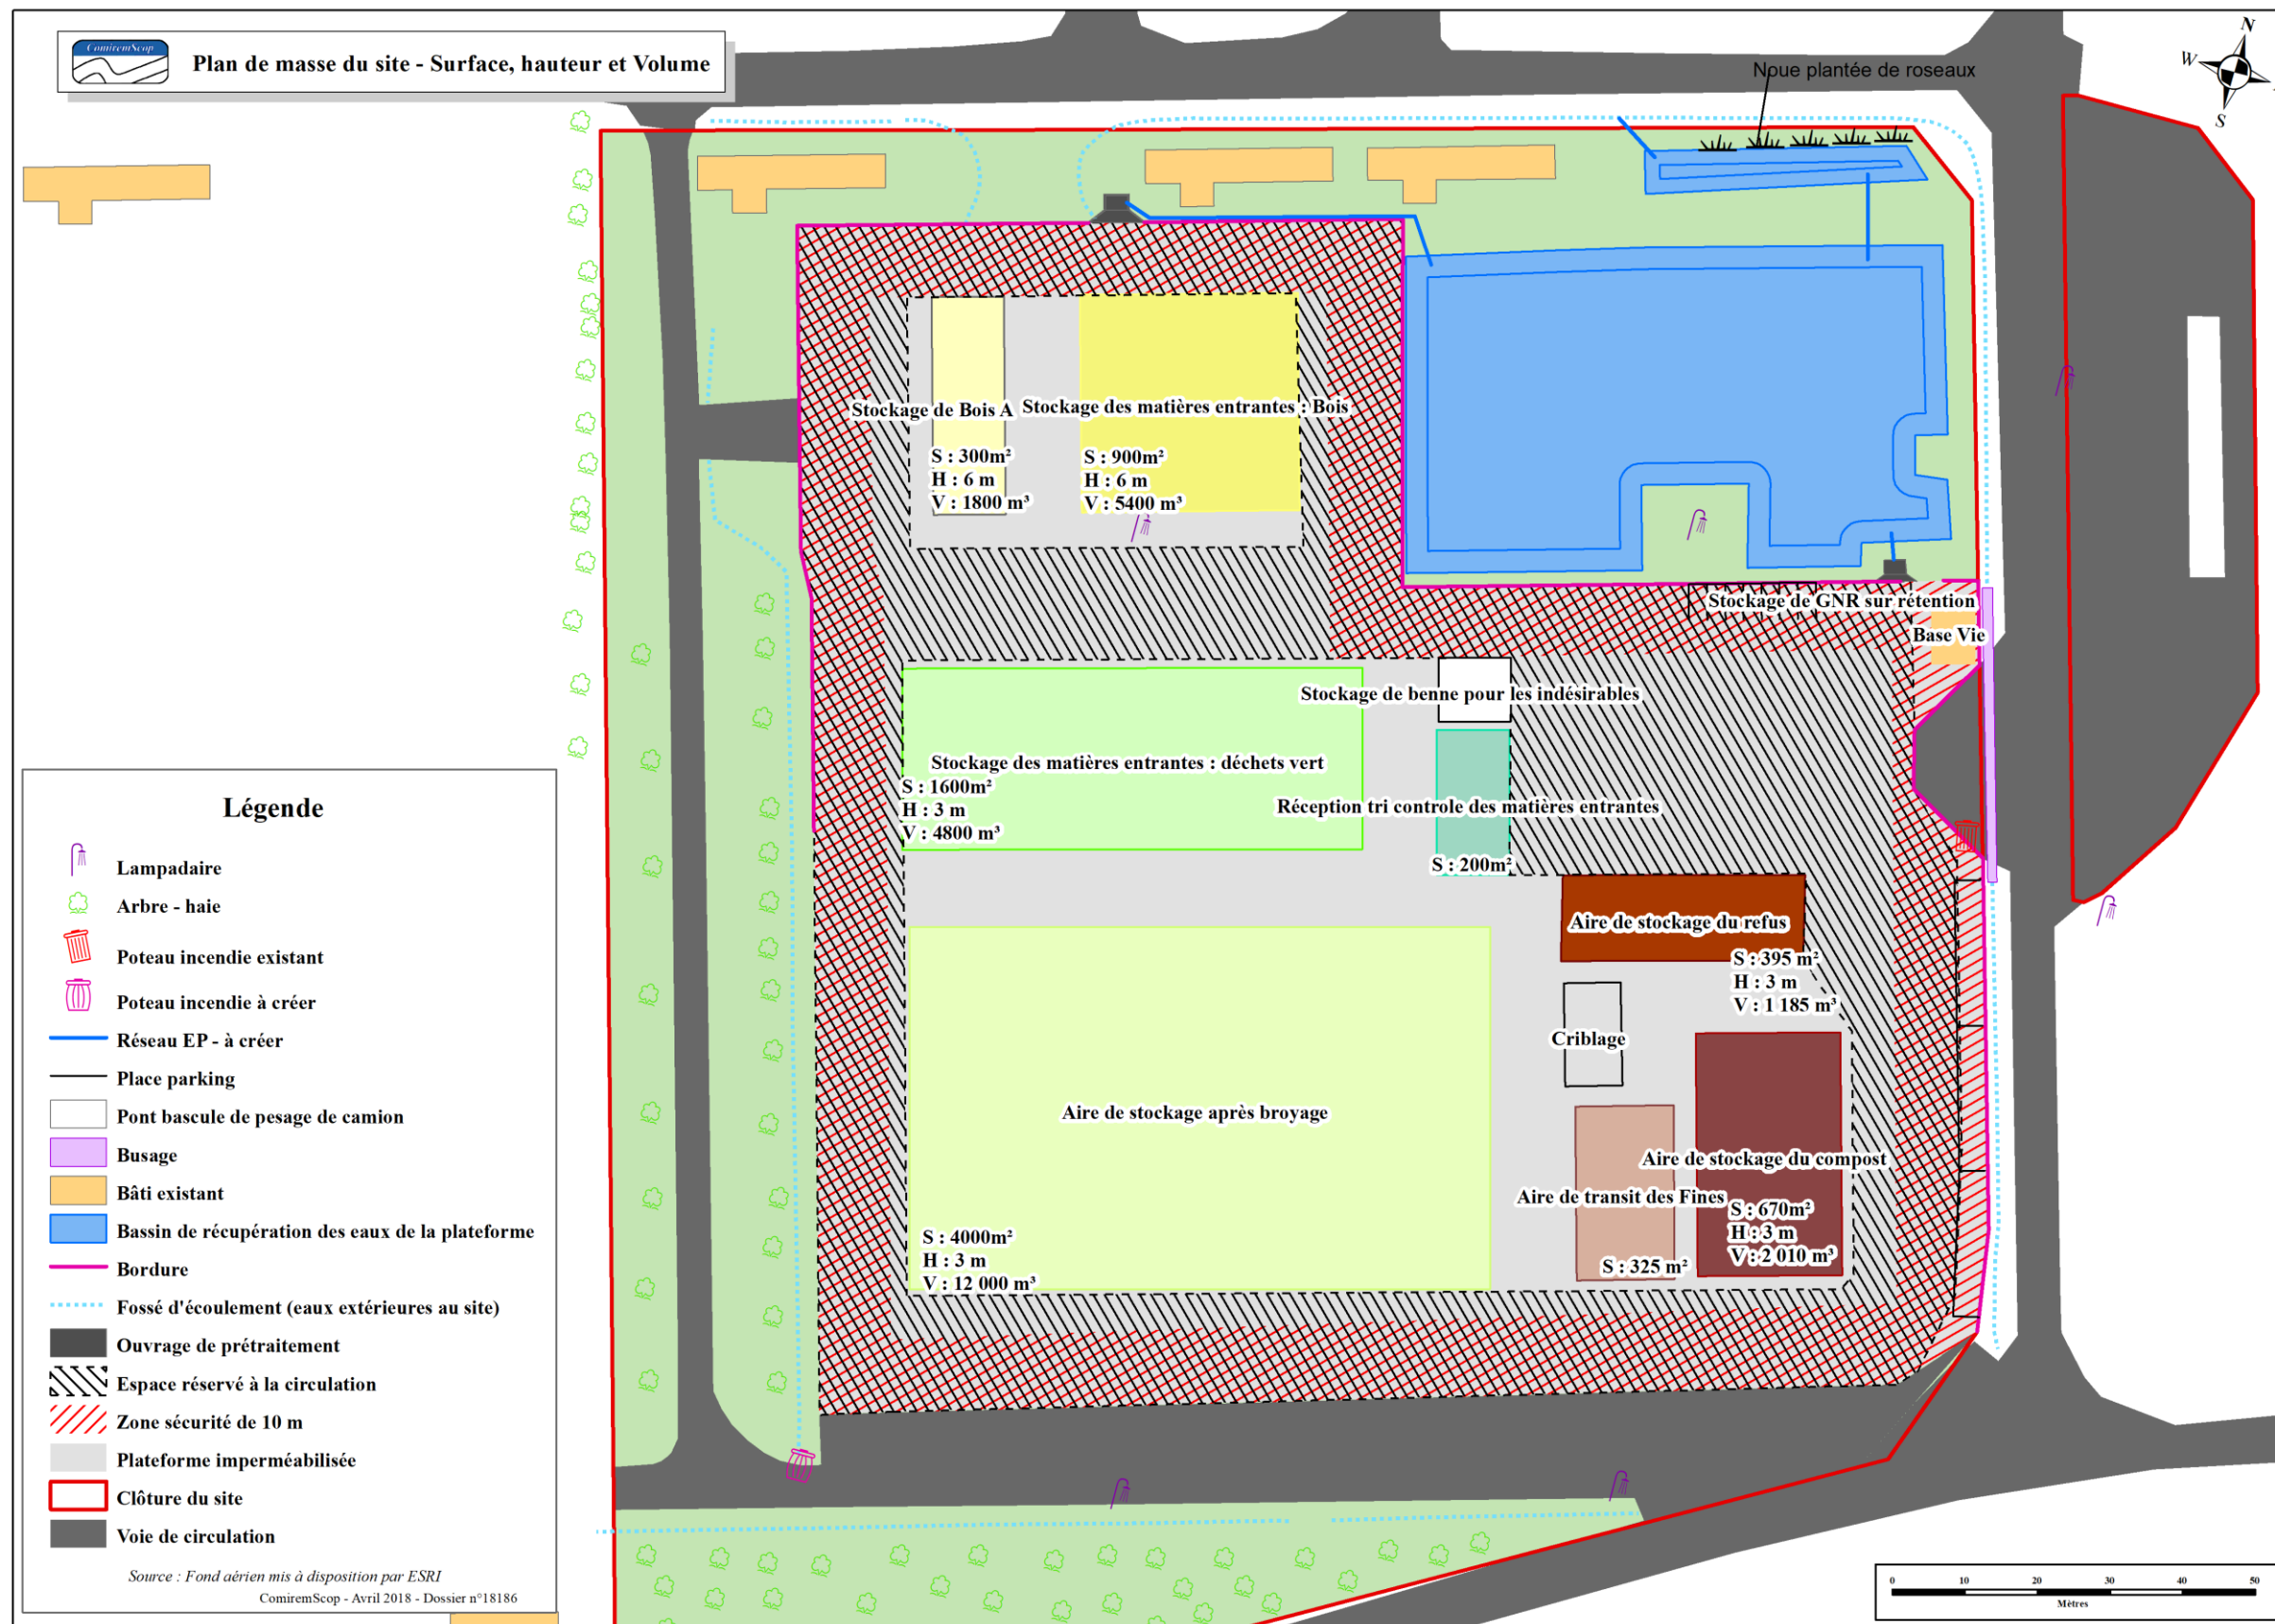 ComiremScop
Plan de masse du site - Surface, hauteur et Volume
N
W
S
Noue plantée de roseaux
Stockage de Bois A
S : 300m²
H : 6 m
V : 1800 m³
Stockage des matières entrantes : Bois
S : 900m²
H : 6 m
V : 5400 m³
Stockage de GNR sur rétention
Base Vie
Stockage de benne pour les indésirables
Stockage des matières entrantes : déchets vert
S : 1600m²
H : 3 m
V : 4800 m³
Réception tri controle des matières entrantes
S : 200m²
Aire de stockage du refus
S : 395 m²
H : 3 m
V : 1 185 m³
Criblage
Aire de stockage après broyage
S : 4000m²
H : 3 m
V : 12 000 m³
Aire de stockage du compost
S : 670m²
H : 3 m
V : 2 010 m³
Aire de transit des Fines
S : 325 m²
Légende
Lampadaire
Arbre - haie
Poteau incendie existant
Poteau incendie à créer
Réseau EP - à créer
Place parking
Pont bascule de pesage de camion
Busage
Bâti existant
Bassin de récupération des eaux de la plateforme
Bordure
Fossé d'écoulement (eaux extérieures au site)
Ouvrage de prétraitement
Espace réservé à la circulation
Zone sécurité de 10 m
Plateforme imperméabilisée
Clôture du site
Voie de circulation
Source : Fond aérien mis à disposition par ESRI
ComiremScop - Avril 2018 - Dossier n°18186
0 10 20 30 40 50
Mètres